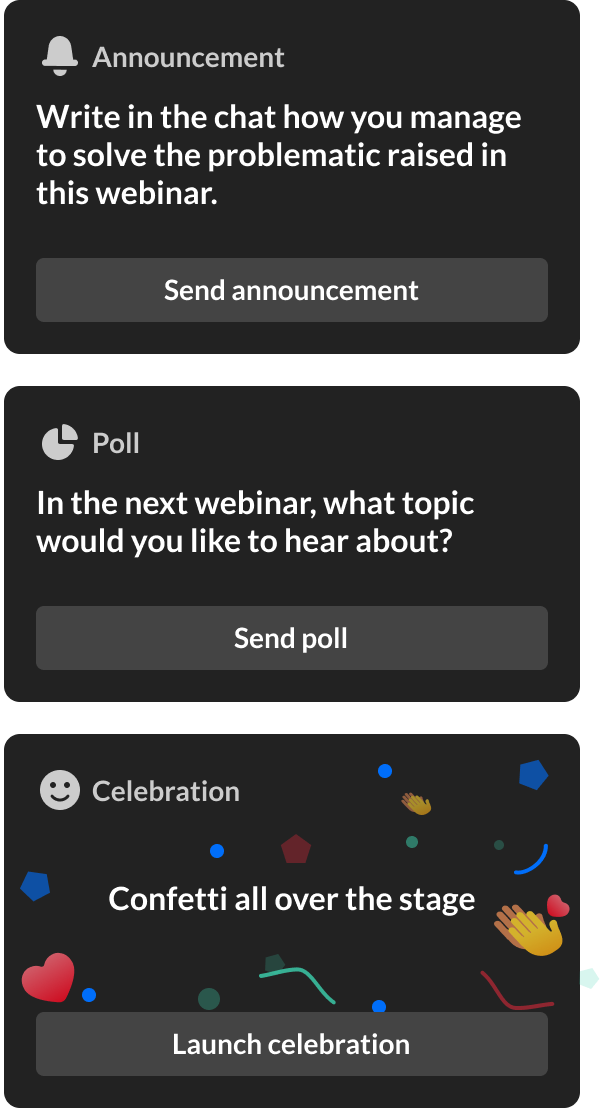 Announcement
Write in the chat how you manage
to solve the problematic raised in
this webinar.
Send announcement
Poll
In the next webinar, what topic
would you like to hear about?
Send poll
Celebration
Confetti all over the stage
Launch celebration